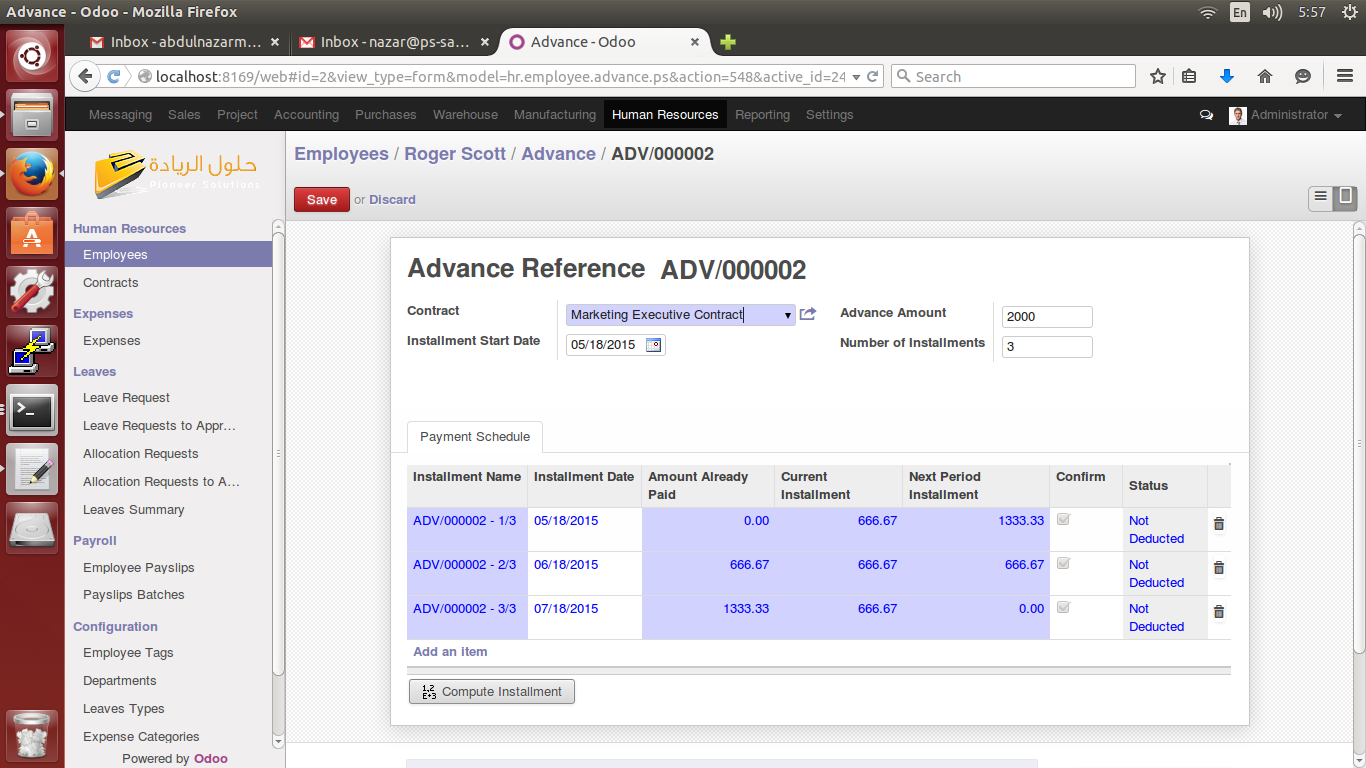 Advance - Odoo - Mozilla Firefox
En
5:57
Inbox - abdulnazarm...
Inbox - nazar@ps-sa...
Advance - Odoo
localhost:8169/web#id=2&view_type=form&model=hr.employee.advance.ps&action=548&active_id=24
Search
Messaging Sales Project Accounting Purchases Warehouse Manufacturing Human Resources Reporting Settings
Administrator
حلول الريادة
Pioneer Solutions
Human Resources
Employees
Contracts
Expenses
Expenses
Leaves
Leave Request
Leave Requests to Appr...
Allocation Requests
Allocation Requests to A...
Leaves Summary
Payroll
Employee Payslips
Payslips Batches
Configuration
Employee Tags
Departments
Leaves Types
Expense Categories
Powered by Odoo
Employees / Roger Scott / Advance / ADV/000002
Save or Discard
Advance Reference ADV/000002
Contract Marketing Executive Contract
Installment Start Date 05/18/2015
Advance Amount 2000
Number of Installments 3
Payment Schedule
Installment Name Installment Date Amount Already Paid Current Installment Next Period Installment Confirm Status
ADV/000002 - 1/3 05/18/2015 0.00 666.67 1333.33 Not Deducted
ADV/000002 - 2/3 06/18/2015 666.67 666.67 666.67 Not Deducted
ADV/000002 - 3/3 07/18/2015 1333.33 666.67 0.00 Not Deducted
Add an item
Compute Installment